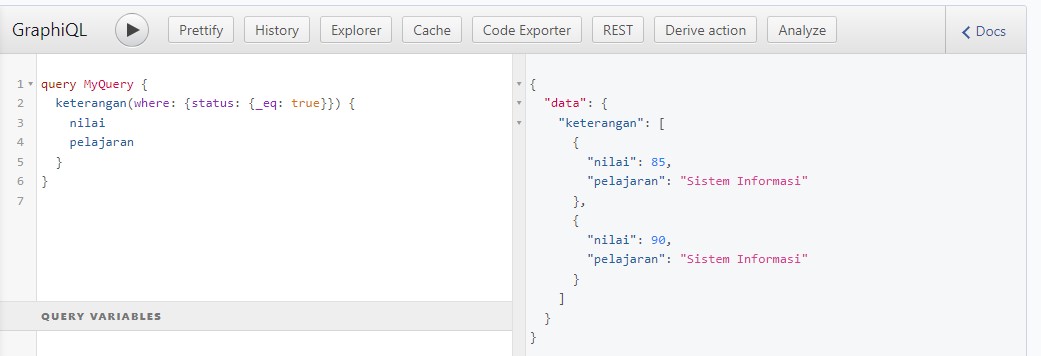 GraphiQL Prettify History Explorer Cache Code Exporter REST Derive action Analyze Docs
1 query MyQuery {
2 keterangan(where: {status: {_eq: true}}) {
3 nilai
4 pelajaran
5 }
6 }
7
QUERY VARIABLES
{
"data": {
"keterangan": [
{
"nilai": 85,
"pelajaran": "Sistem Informasi"
},
{
"nilai": 90,
"pelajaran": "Sistem Informasi"
}
]
}
}